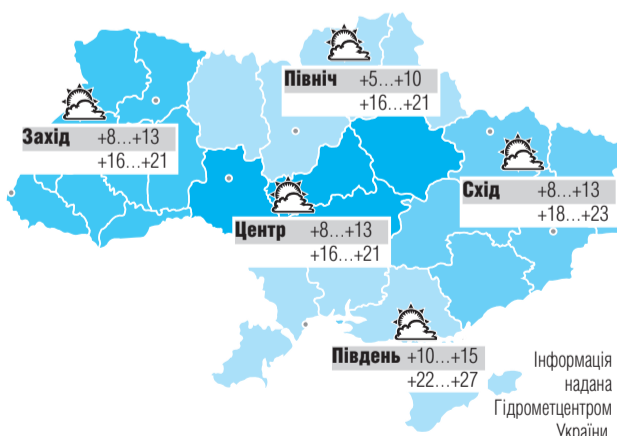 Північ +5...+10
+16...+21
Захід +8...+13
+16...+21
Схід +8...+13
+18...+23
Центр +8...+13
+16...+21
Південь +10...+15
+22...+27
Інформація
надана
Гідрометцентром
України.